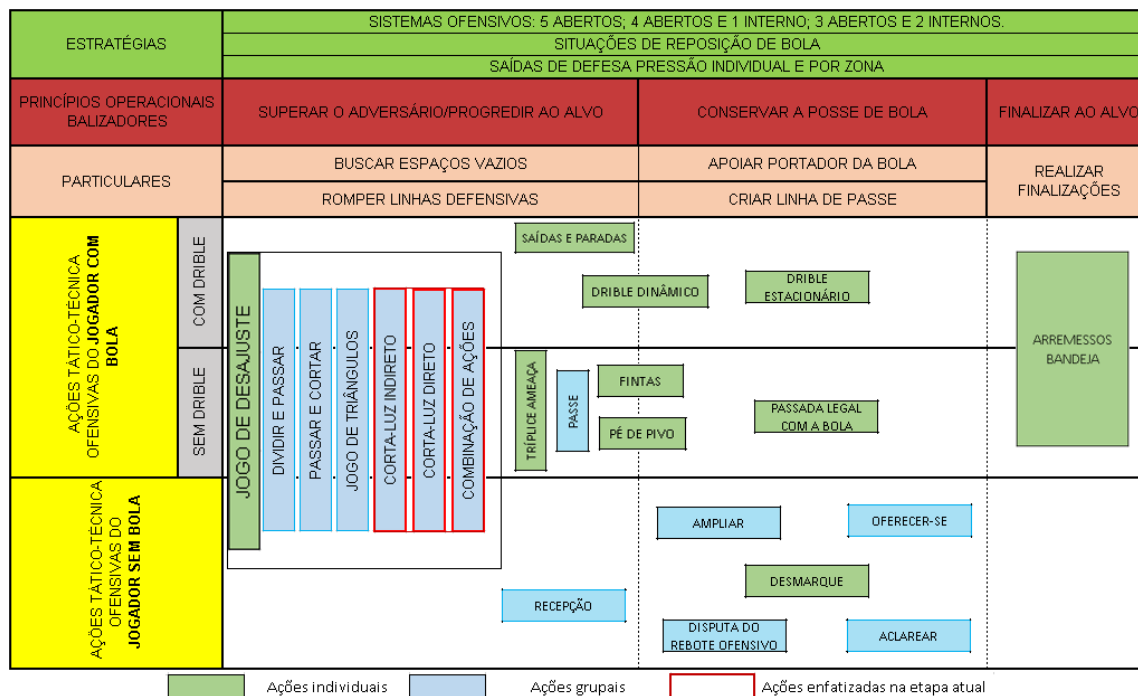 ESTRATÉGIAS
SISTEMAS OFENSIVOS: 5 ABERTOS; 4 ABERTOS E 1 INTERNO; 3 ABERTOS E 2 INTERNOS.
SITUAÇÕES DE REPOSIÇÃO DE BOLA
SAÍDAS DE DEFESA PRESSÃO INDIVIDUAL E POR ZONA
PRINCÍPIOS OPERACIONAIS
BALIZADORES
SUPERAR O ADVERSÁRIO/PROGREDIR AO ALVO
CONSERVAR A POSSE DE BOLA
FINALIZAR AO ALVO
PARTICULARES
BUSCAR ESPAÇOS VAZIOS
APOIAR PORTADOR DA BOLA
ROMPER LINHAS DEFENSIVAS
CRIAR LINHA DE PASSE
REALIZAR
FINALIZAÇÕES
AÇÕES TÁTICO-TÉCNICA
OFENSIVAS DO JOGADOR COM
BOLA
COM DRIBLE
SEM DRIBLE
JOGO DE DESAJUSTE
DIVIDIR E PASSAR
PASSAR E CORTAR
JOGO DE TRIÂNGULOS
CORTA-LUZ INDIRETO
CORTA-LUZ DIRETO
COMBINAÇÃO DE AÇÕES
SAÍDAS E PARADAS
DRIBLE DINÂMICO
DRIBLE
ESTACIONÁRIO
ARREMESSOS
BANDEJA
TRÍPLICE AMEAÇA
PASSE
FINTAS
PÉ DE PIVO
PASSADA LEGAL
COM A BOLA
AÇÕES TÁTICO-TÉCNICA
OFENSIVAS DO
JOGADOR SEM BOLA
AMPLIAR
OFERECER-SE
DESMARQUE
RECEPÇÃO
DISPUTA DO
REBOTE OFENSIVO
ACLAREAR
Ações individuais
Ações grupais
Ações enfatizadas na etapa atual